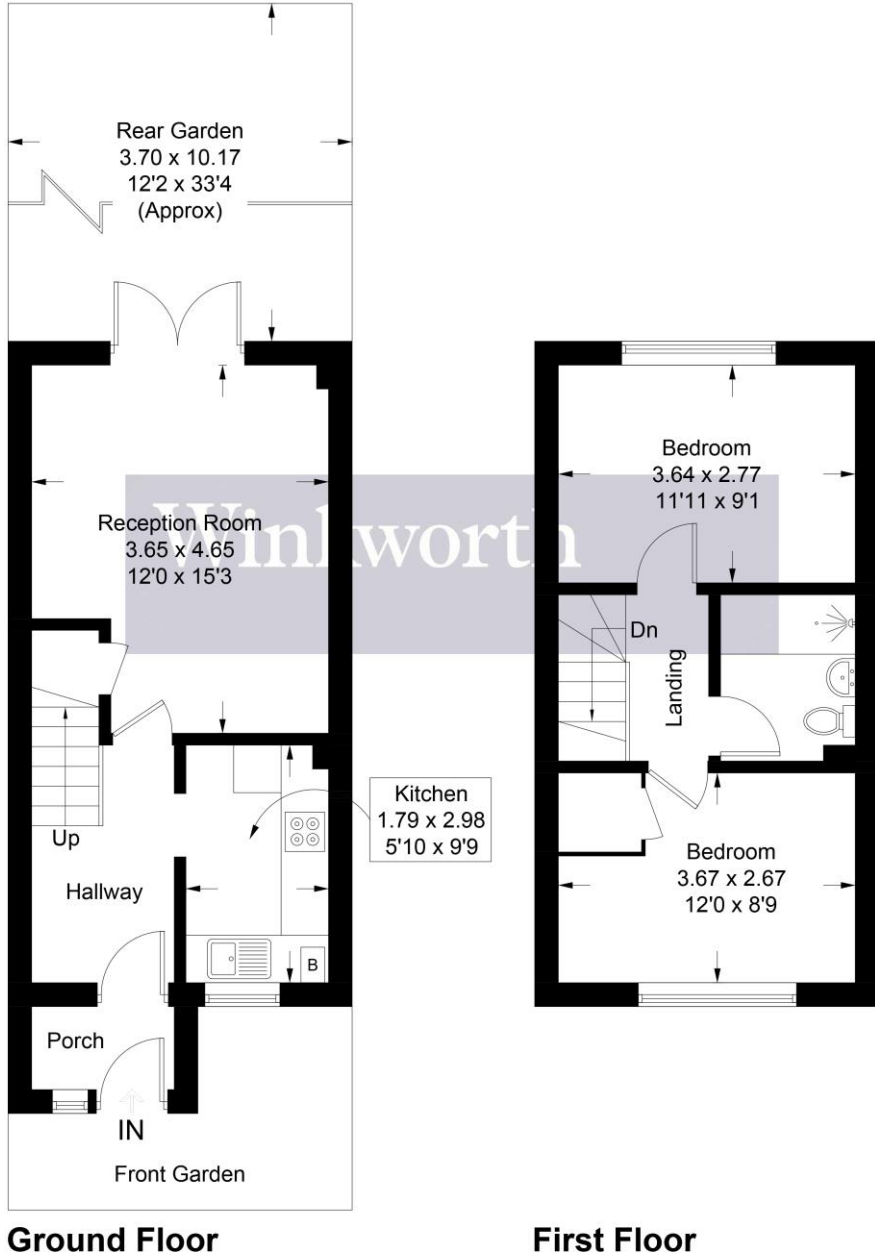 Rear Garden
3.70 x 10.17
12'2 x 33'4
(Approx)
Winkworth
Reception Room
3.65 x 4.65
12'0 x 15'3
Up
Hallway
Kitchen
1.79 x 2.98
5'10 x 9'9
B
Porch
IN
Front Garden
Ground Floor
Bedroom
3.64 x 2.77
11'11 x 9'1
Dn
Landing
Bedroom
3.67 x 2.67
12'0 x 8'9
First Floor